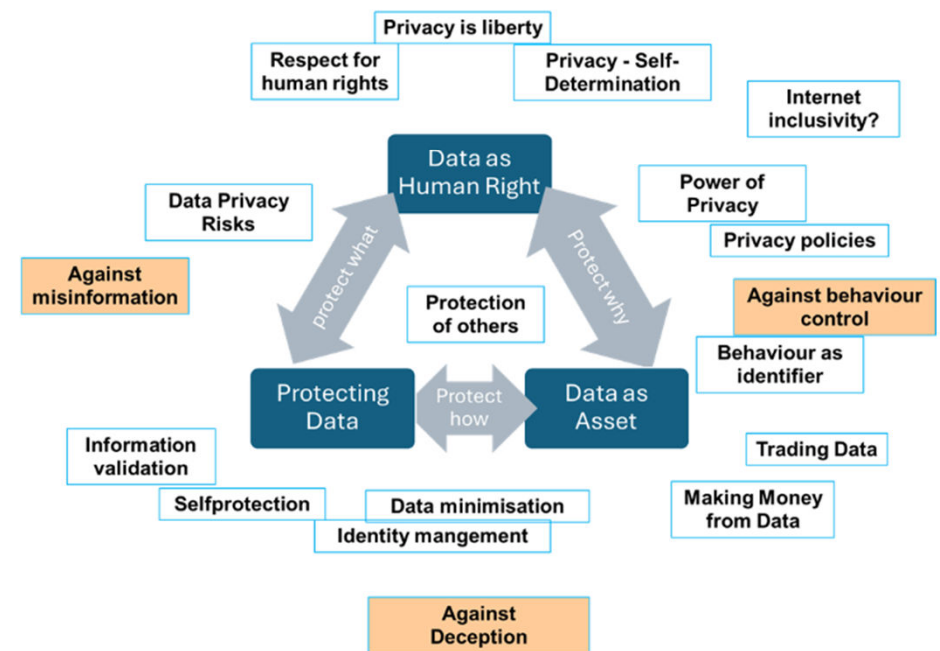 Privacy is liberty
Respect for
human rights
Privacy - Self-
Determination
Internet
inclusivity?
Data as
Human Right
Data Privacy
Risks
Power of
Privacy
Privacy policies
protect what
Protect why
Against
misinformation
Protection
of others
Against behaviour
control
Behaviour as
identifier
Protecting
Data
Protect
how
Data as
Asset
Information
validation
Trading Data
Selfprotection
Data minimisation
Making Money
from Data
Identity mangement
Against
Deception